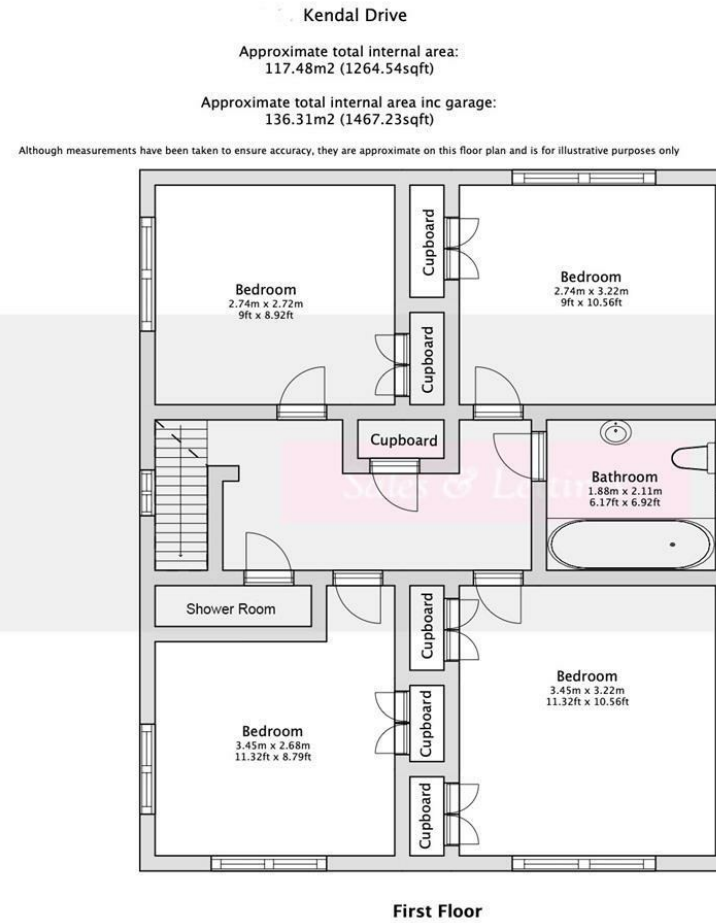 Kendal Drive
Approximate total internal area:
117.48m2 (1264.54sqft)
Approximate total internal area inc garage:
136.31m2 (1467.23sqft)
Although measurements have been taken to ensure accuracy, they are approximate on this floor plan and is for illustrative purposes only
Cupboard
Bedroom
2.74m x 2.72m
9ft x 8.92ft
Bedroom
2.74m x 3.22m
9ft x 10.56ft
Cupboard
Cupboard
Bathroom
1.88m x 2.11m
6.17ft x 6.92ft
Sales &
Shower Room
Cupboard
Bedroom
3.45m x 2.68m
11.32ft x 8.79ft
Cupboard
Bedroom
3.45m x 3.22m
11.32ft x 10.56ft
Cupboard
First Floor